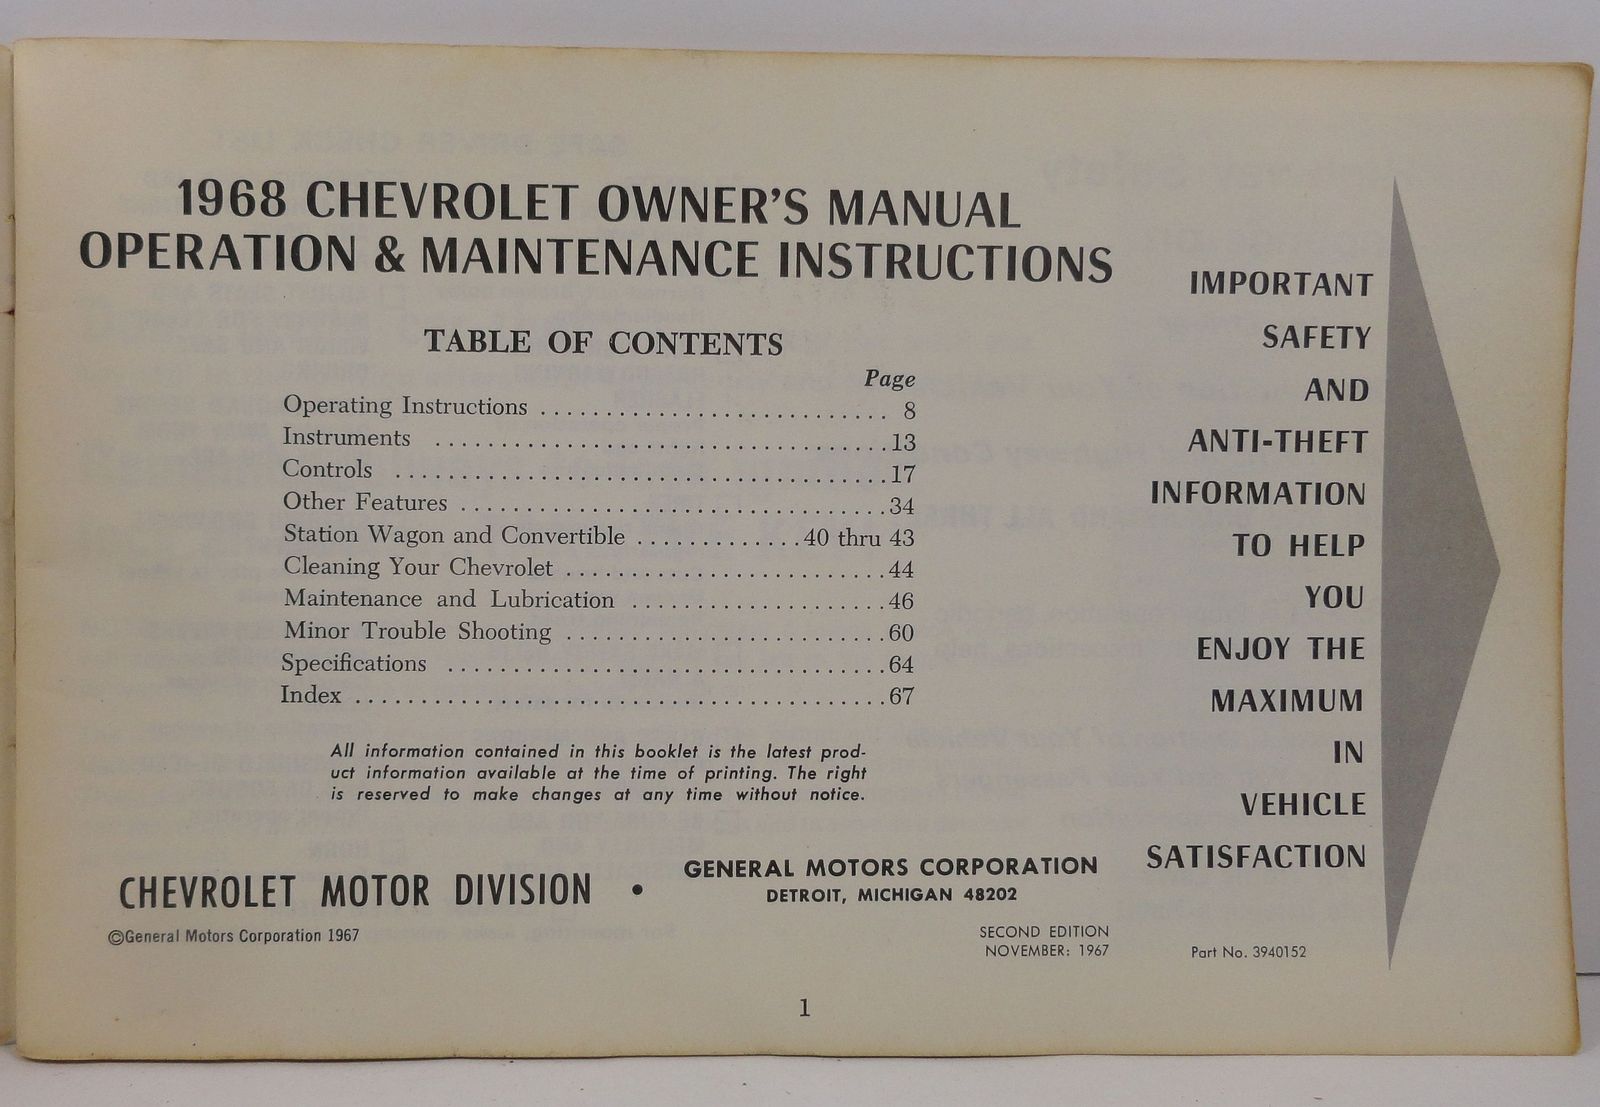 1968 CHEVROLET OWNER'S MANUAL
OPERATION & MAINTENANCE INSTRUCTIONS
TABLE OF CONTENTS
Page
Operating Instructions . . . . . . . . . . . . . . . . . . . . . . . . . . . 8
Instruments . . . . . . . . . . . . . . . . . . . . . . . . . . . . . . . . . . .13
Controls . . . . . . . . . . . . . . . . . . . . . . . . . . . . . . . . . . . . . .17
Other Features . . . . . . . . . . . . . . . . . . . . . . . . . . . . . . . . .34
Station Wagon and Convertible . . . . . . . . . . . . .40 thru 43
Cleaning Your Chevrolet . . . . . . . . . . . . . . . . . . . . . . . . .44
Maintenance and Lubrication . . . . . . . . . . . . . . . . . . . .46
Minor Trouble Shooting . . . . . . . . . . . . . . . . . . . . . . . . .60
Specifications . . . . . . . . . . . . . . . . . . . . . . . . . . . . . . . . . .64
Index . . . . . . . . . . . . . . . . . . . . . . . . . . . . . . . . . . . . . . . . .67
All information contained in this booklet is the latest prod-
uct information available at the time of printing. The right
is reserved to make changes at any time without notice.
CHEVROLET MOTOR DIVISION • GENERAL MOTORS CORPORATION
DETROIT, MICHIGAN 48202
©General Motors Corporation 1967
SECOND EDITION
NOVEMBER: 1967
Part No. 3940152
IMPORTANT
SAFETY
AND
ANTI-THEFT
INFORMATION
TO HELP
YOU
ENJOY THE
MAXIMUM
IN
VEHICLE
SATISFACTION
1